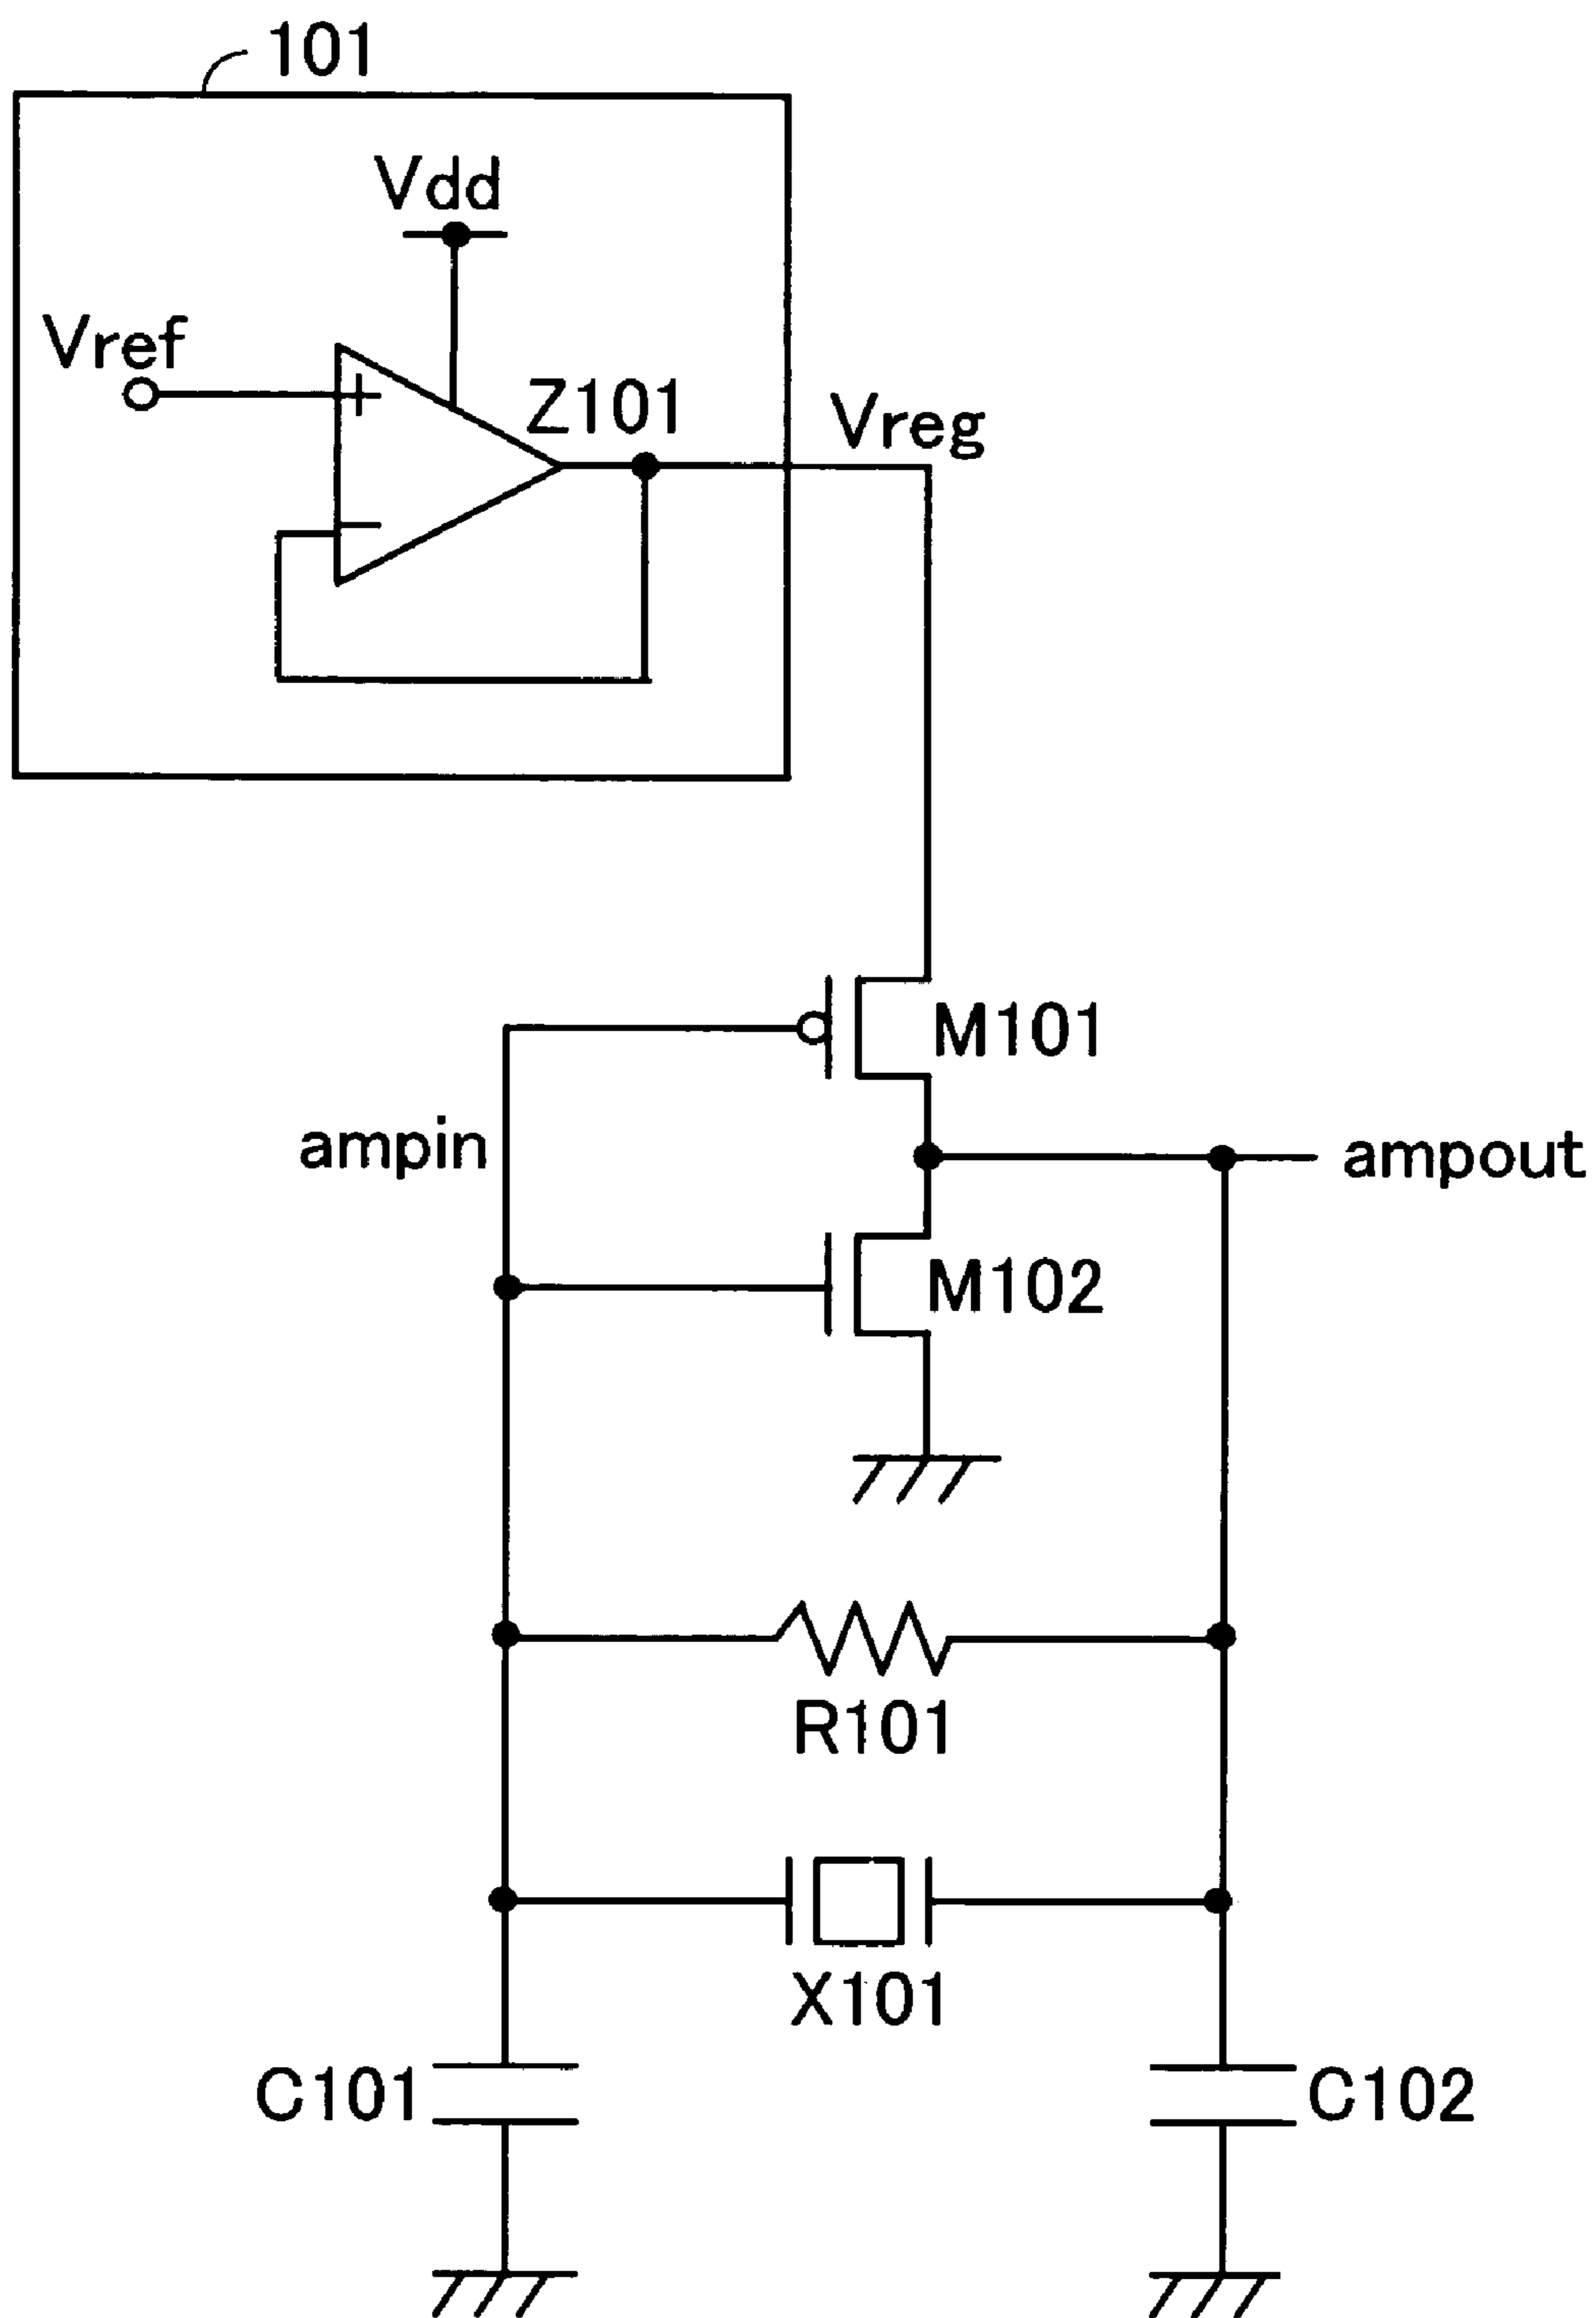 101
Vdd
Vref
+
Z101
Vreg
−
M101
ampin
ampout
M102
R101
X101
C101
C102